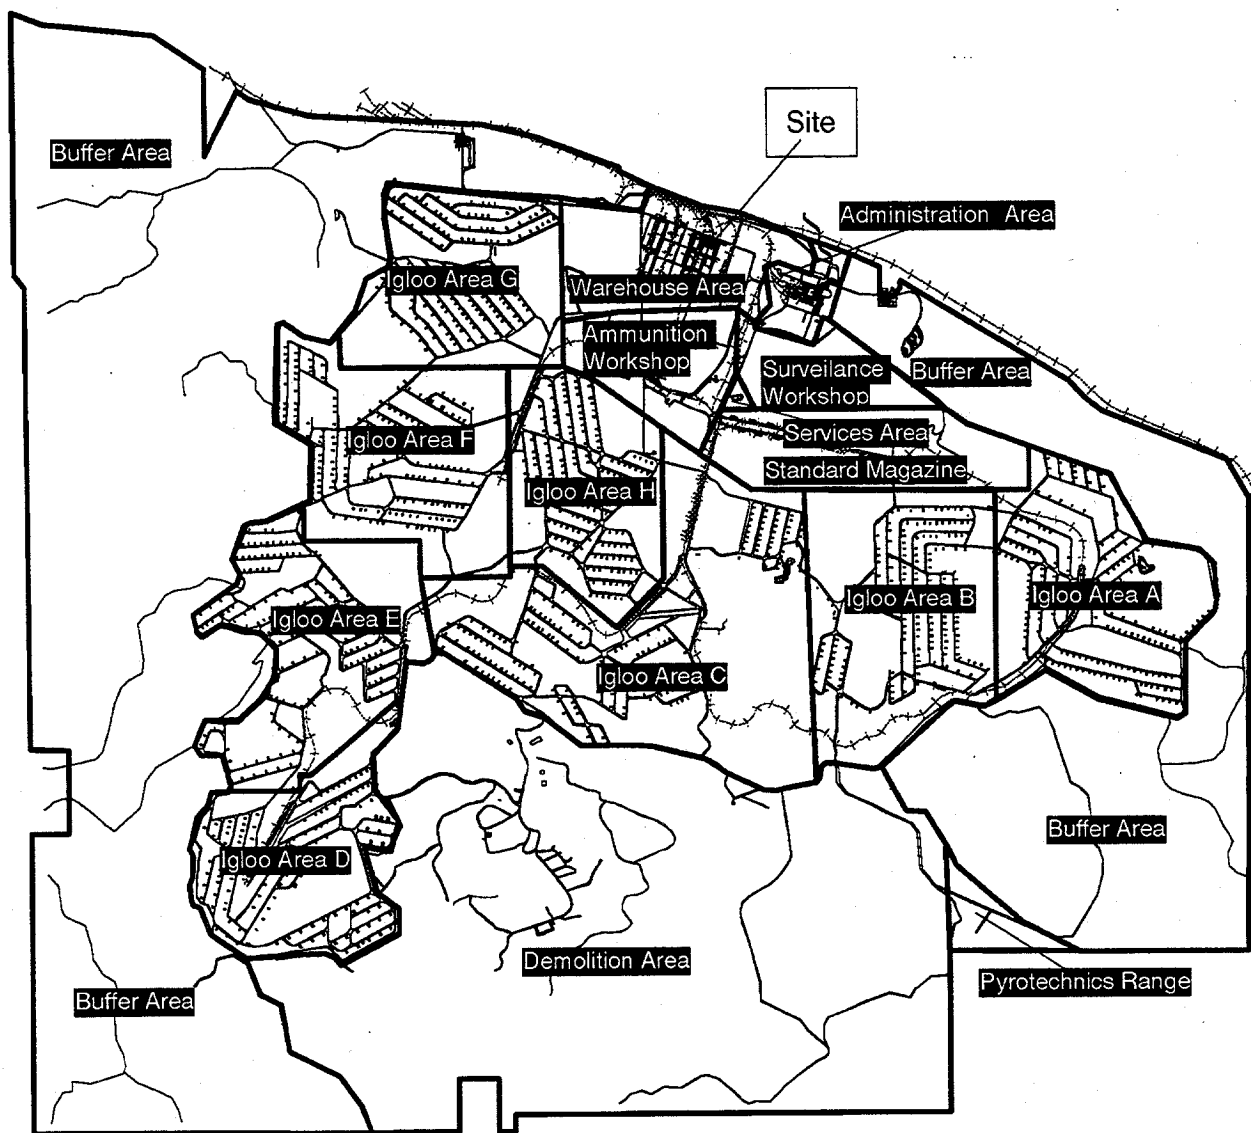 Site
Buffer Area
Administration Area
Igloo Area G
Warehouse Area
Ammunition
Workshop
Surveilance
Workshop
Buffer Area
Igloo Area F
Services Area
Standard Magazine
Igloo Area H
Igloo Area E
Igloo Area B
Igloo Area A
Igloo Area C
Igloo Area D
Buffer Area
Demolition Area
Pyrotechnics Range
Buffer Area